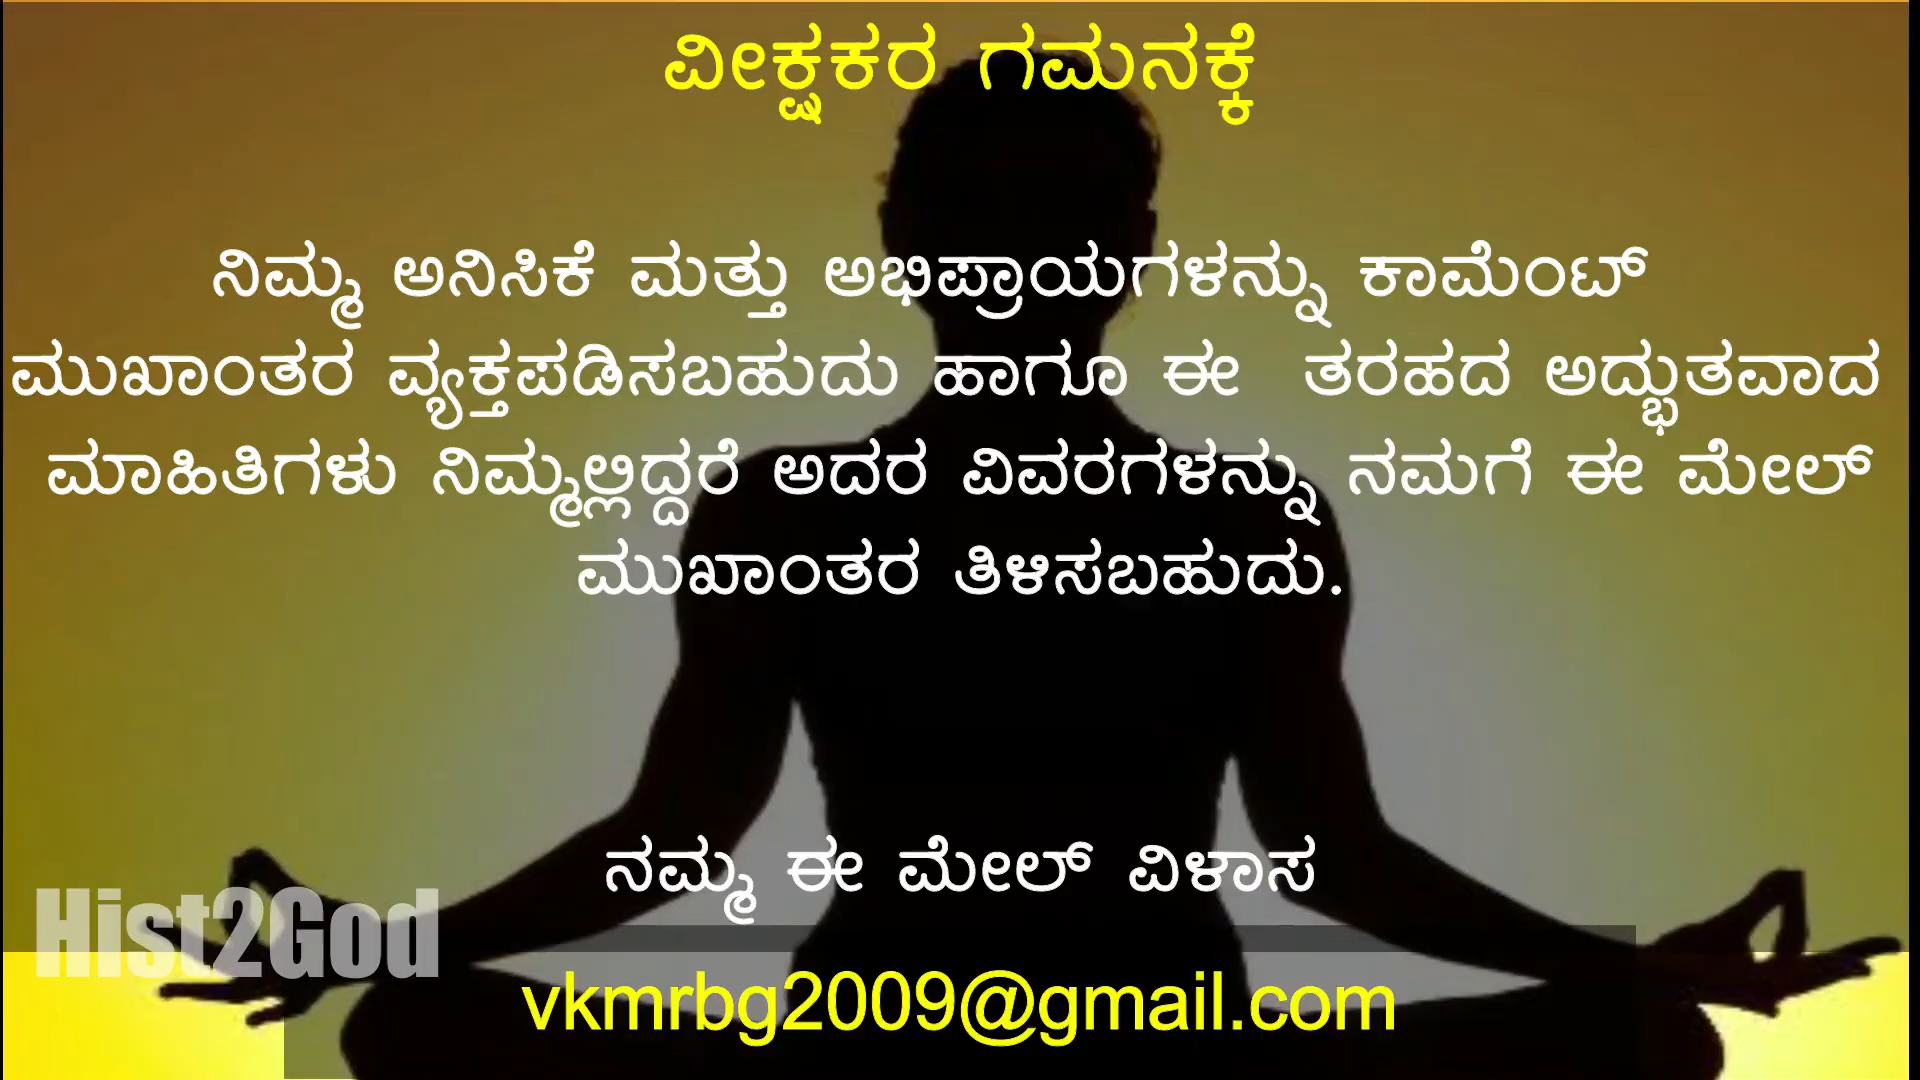 ವೀಕ್ಷಕರ ಗಮನಕ್ಕೆ
ನಿಮ್ಮ ಅನಿಸಿಕೆ ಮತ್ತು ಅಭಿಪ್ರಾಯಗಳನ್ನು ಕಾಮೆಂಟ್
ಮುಖಾಂತರ ವ್ಯಕ್ತಪಡಿಸಬಹುದು ಹಾಗೂ ಈ ತರಹದ ಅದ್ಭುತವಾದ
ಮಾಹಿತಿಗಳು ನಿಮ್ಮಲ್ಲಿದ್ದರೆ ಅದರ ವಿವರಗಳನ್ನು ನಮಗೆ ಈ ಮೇಲ್
ಮುಖಾಂತರ ತಿಳಿಸಬಹುದು.
ನಮ್ಮ ಈ ಮೇಲ್ ವಿಳಾಸ
Hist2God
vkmrbg2009@gmail.com